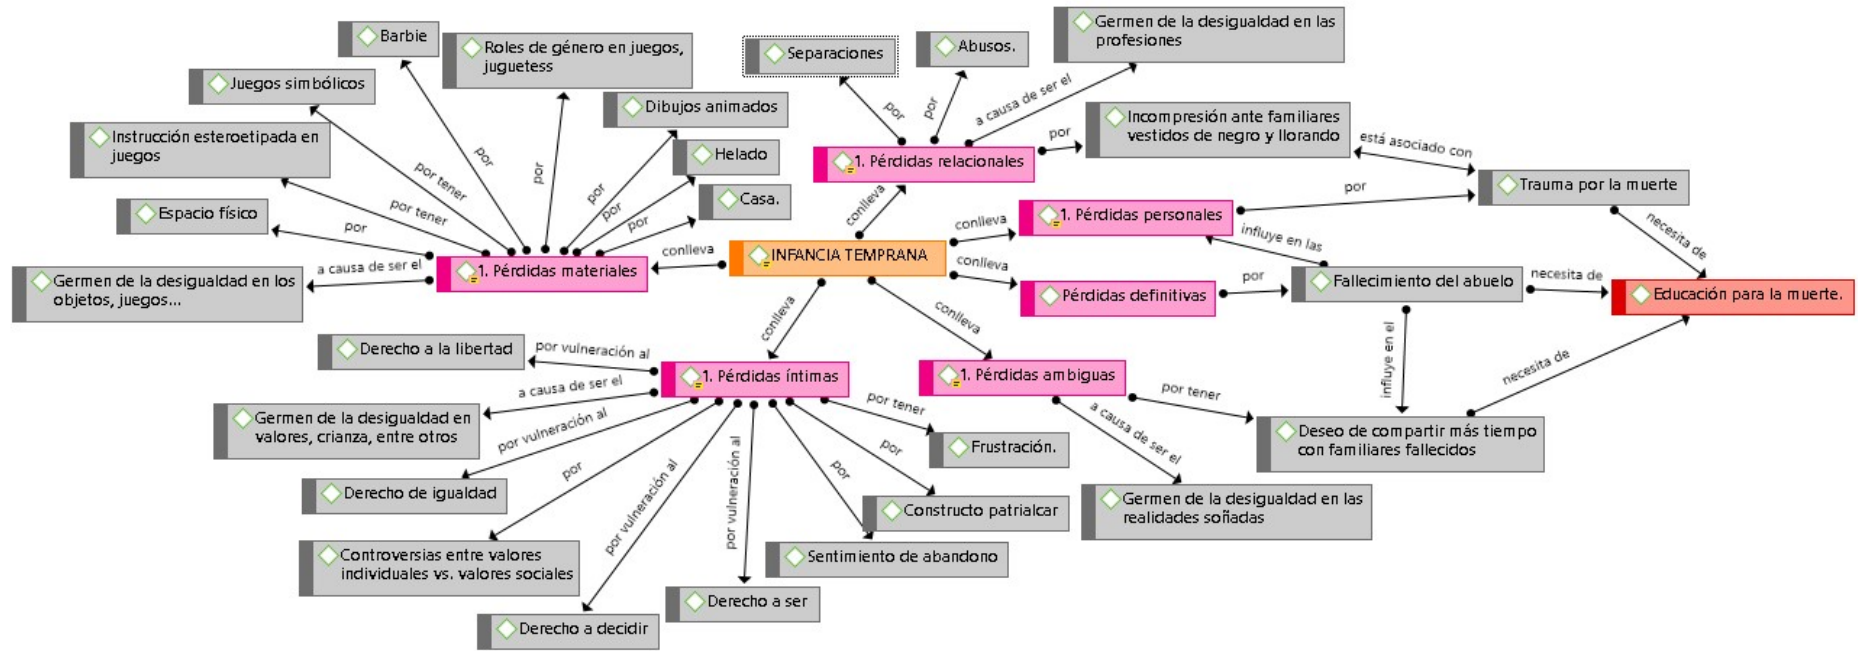 Barbie
Roles de género en juegos,
juguetess
Separaciones
Abusos.
Germen de la desigualdad en las
profesiones
Juegos simbólicos
Dibujos animados
Incompresión ante familiares
vestidos de negro y llorando
Instrucción esteroetipada en
juegos
Helado
Casa.
Espacio físico
1. Pérdidas relacionales
Trauma por la muerte
1. Pérdidas personales
Germen de la desigualdad en los
objetos, juegos...
1. Pérdidas materiales
INFANCIA TEMPRANA
Pérdidas definitivas
Fallecimiento del abuelo
Educación para la muerte.
por
por
a causa de ser el
por
está asociado con
por
necesita de
influye en las
por
necesita de
influye en el
necesita de
por
por tener
por tener
por
por
por
por
por
a causa de ser el
conlleva
conlleva
conlleva
conlleva
conlleva
conlleva
Derecho a la libertad
por vulneración al
1. Pérdidas íntimas
1. Pérdidas ambiguas
a causa de ser el
Germen de la desigualdad en
valores, crianza, entre otros
por vulneración al
por
por vulneración al
por vulneración al
por
por
por tener
Frustración.
a causa de ser el
por tener
Deseo de compartir más tiempo
con familiares fallecidos
Derecho de igualdad
Constructo patrialcar
Germen de la desigualdad en las
realidades soñadas
Controversias entre valores
individuales vs. valores sociales
Sentimiento de abandono
Derecho a ser
Derecho a decidir